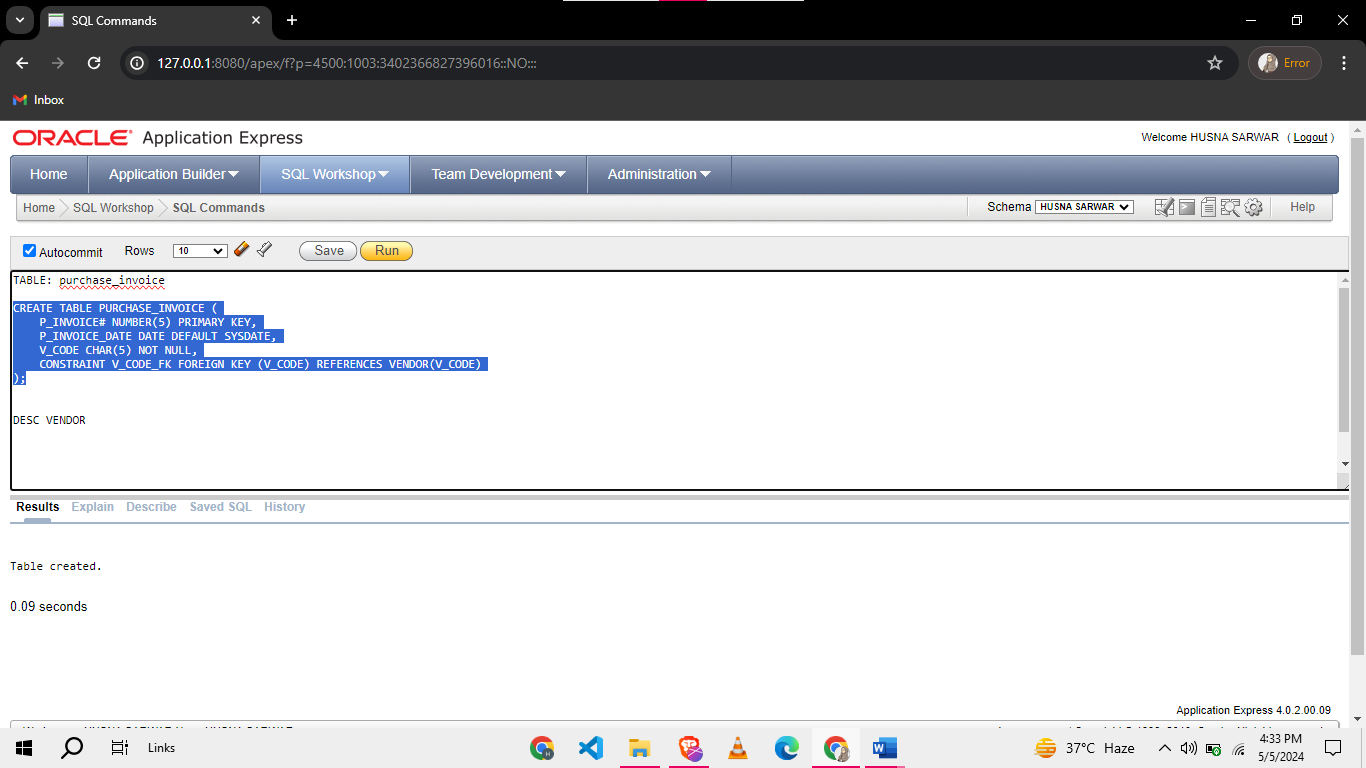 SQL Commands
127.0.0.1:8080/apex/f?p=4500:1003:3402366827396016::NO:::
Error
Inbox
ORACLE Application Express
Welcome HUSNA SARWAR ( Logout )
Home Application Builder SQL Workshop Team Development Administration
Home SQL Workshop SQL Commands Schema HUSNA SARWAR Help
Autocommit Rows 10 Save Run
TABLE: purchase_invoice
CREATE TABLE PURCHASE_INVOICE (
P_INVOICE# NUMBER(5) PRIMARY KEY,
P_INVOICE_DATE DATE DEFAULT SYSDATE,
V_CODE CHAR(5) NOT NULL,
CONSTRAINT V_CODE_FK FOREIGN KEY (V_CODE) REFERENCES VENDOR(V_CODE)
);
DESC VENDOR
Results Explain Describe Saved SQL History
Table created.
0.09 seconds
Application Express 4.0.2.00.09
Links 37°C Haze 4:33 PM
5/5/2024